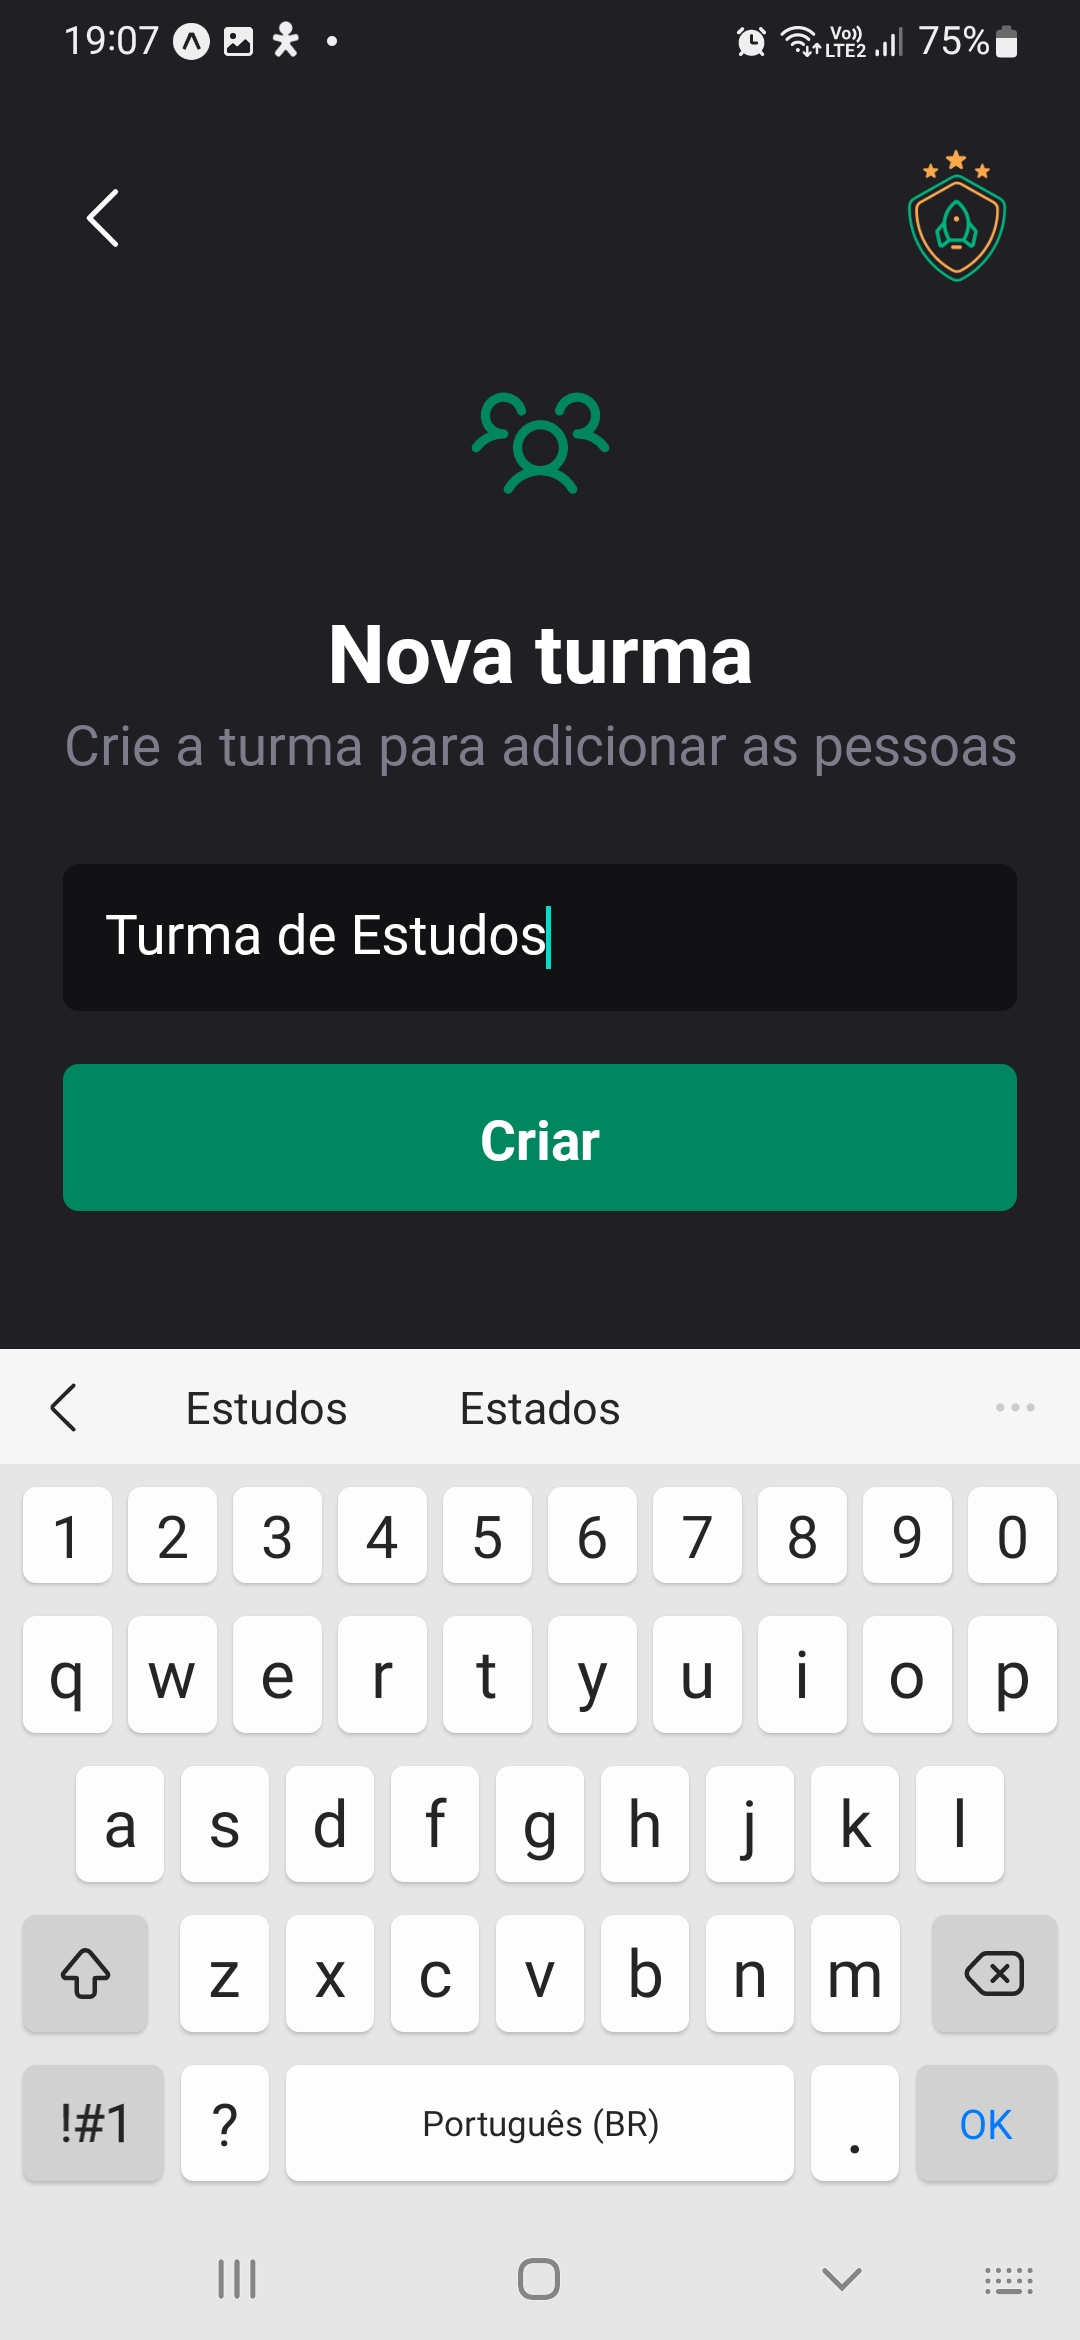 19:07 Vo)) LTE2 75%
Nova turma
Crie a turma para adicionar as pessoas
Turma de Estudos
Criar
Estudos Estados ...
1 2 3 4 5 6 7 8 9 0
q w e r t y u i o p
a s d f g h j k l
z x c v b n m
!#1 ? Português (BR) . OK